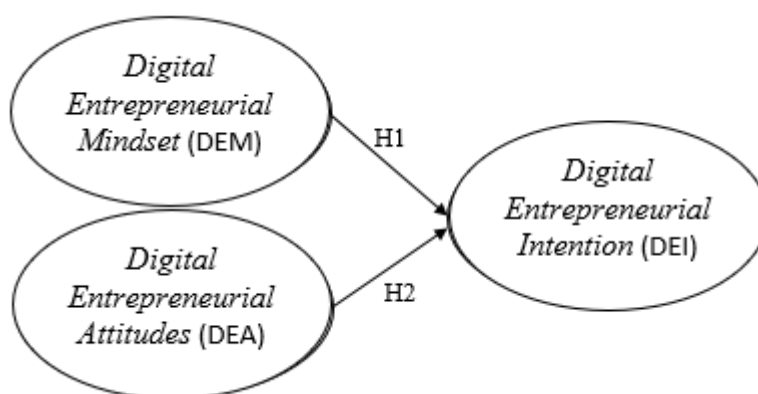 Digital
Entrepreneurial
Mindset (DEM)
H1
Digital
Entrepreneurial
Intention (DEI)
Digital
Entrepreneurial
Attitudes (DEA)
H2